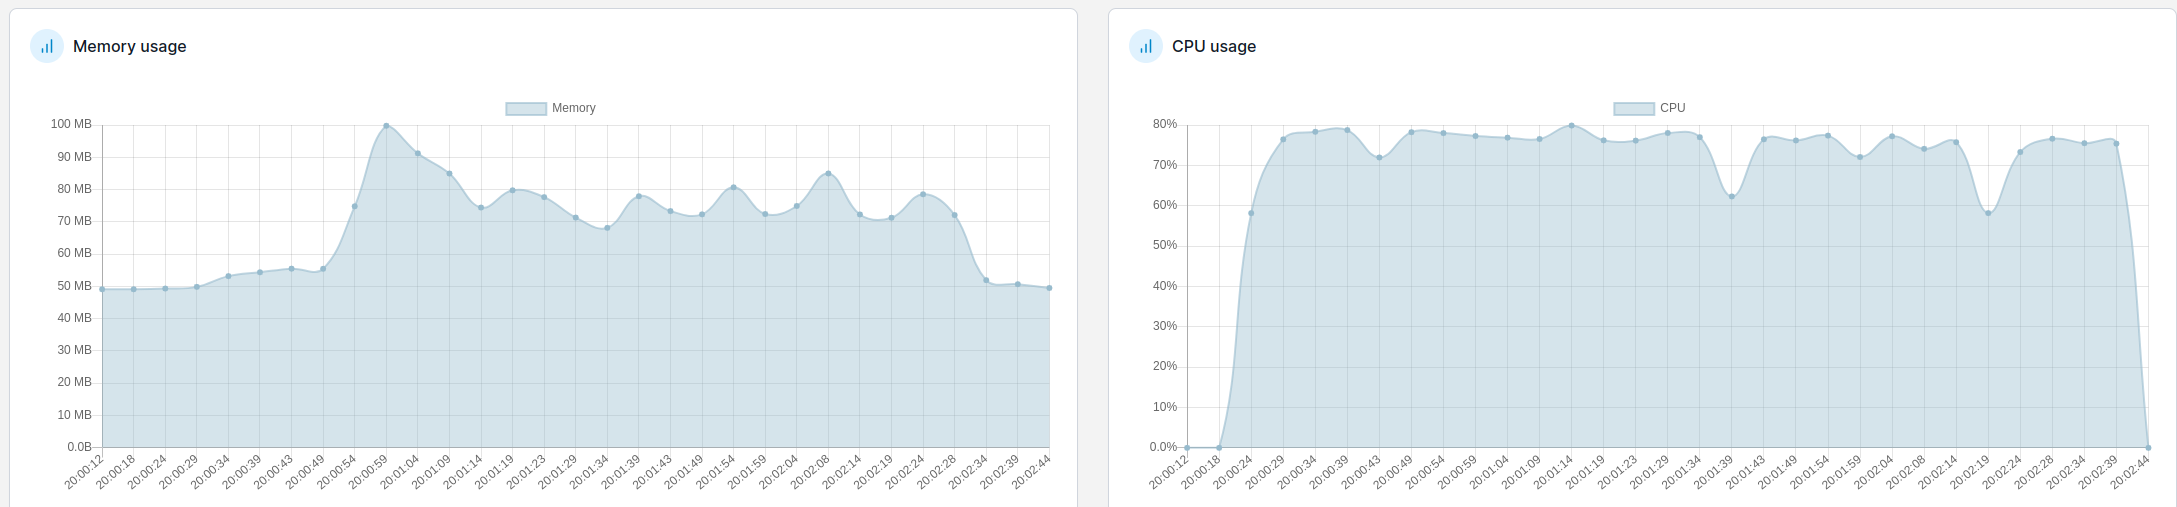 Memory usage
Memory
100 MB
90 MB
80 MB
70 MB
60 MB
50 MB
40 MB
30 MB
20 MB
10 MB
0.0B
20:00:12 20:00:18 20:00:24 20:00:29 20:00:34 20:00:39 20:00:43 20:00:49 20:00:54 20:00:59 20:01:04 20:01:09 20:01:14 20:01:19 20:01:23 20:01:29 20:01:34 20:01:39 20:01:43 20:01:49 20:01:54 20:01:59 20:02:04 20:02:08 20:02:14 20:02:19 20:02:24 20:02:28 20:02:34 20:02:39 20:02:44
CPU usage
CPU
80%
70%
60%
50%
40%
30%
20%
10%
0.0%
20:00:12 20:00:18 20:00:24 20:00:29 20:00:34 20:00:39 20:00:43 20:00:49 20:00:54 20:00:59 20:01:04 20:01:09 20:01:14 20:01:19 20:01:23 20:01:29 20:01:34 20:01:39 20:01:43 20:01:49 20:01:54 20:01:59 20:02:04 20:02:08 20:02:14 20:02:19 20:02:24 20:02:28 20:02:34 20:02:39 20:02:44